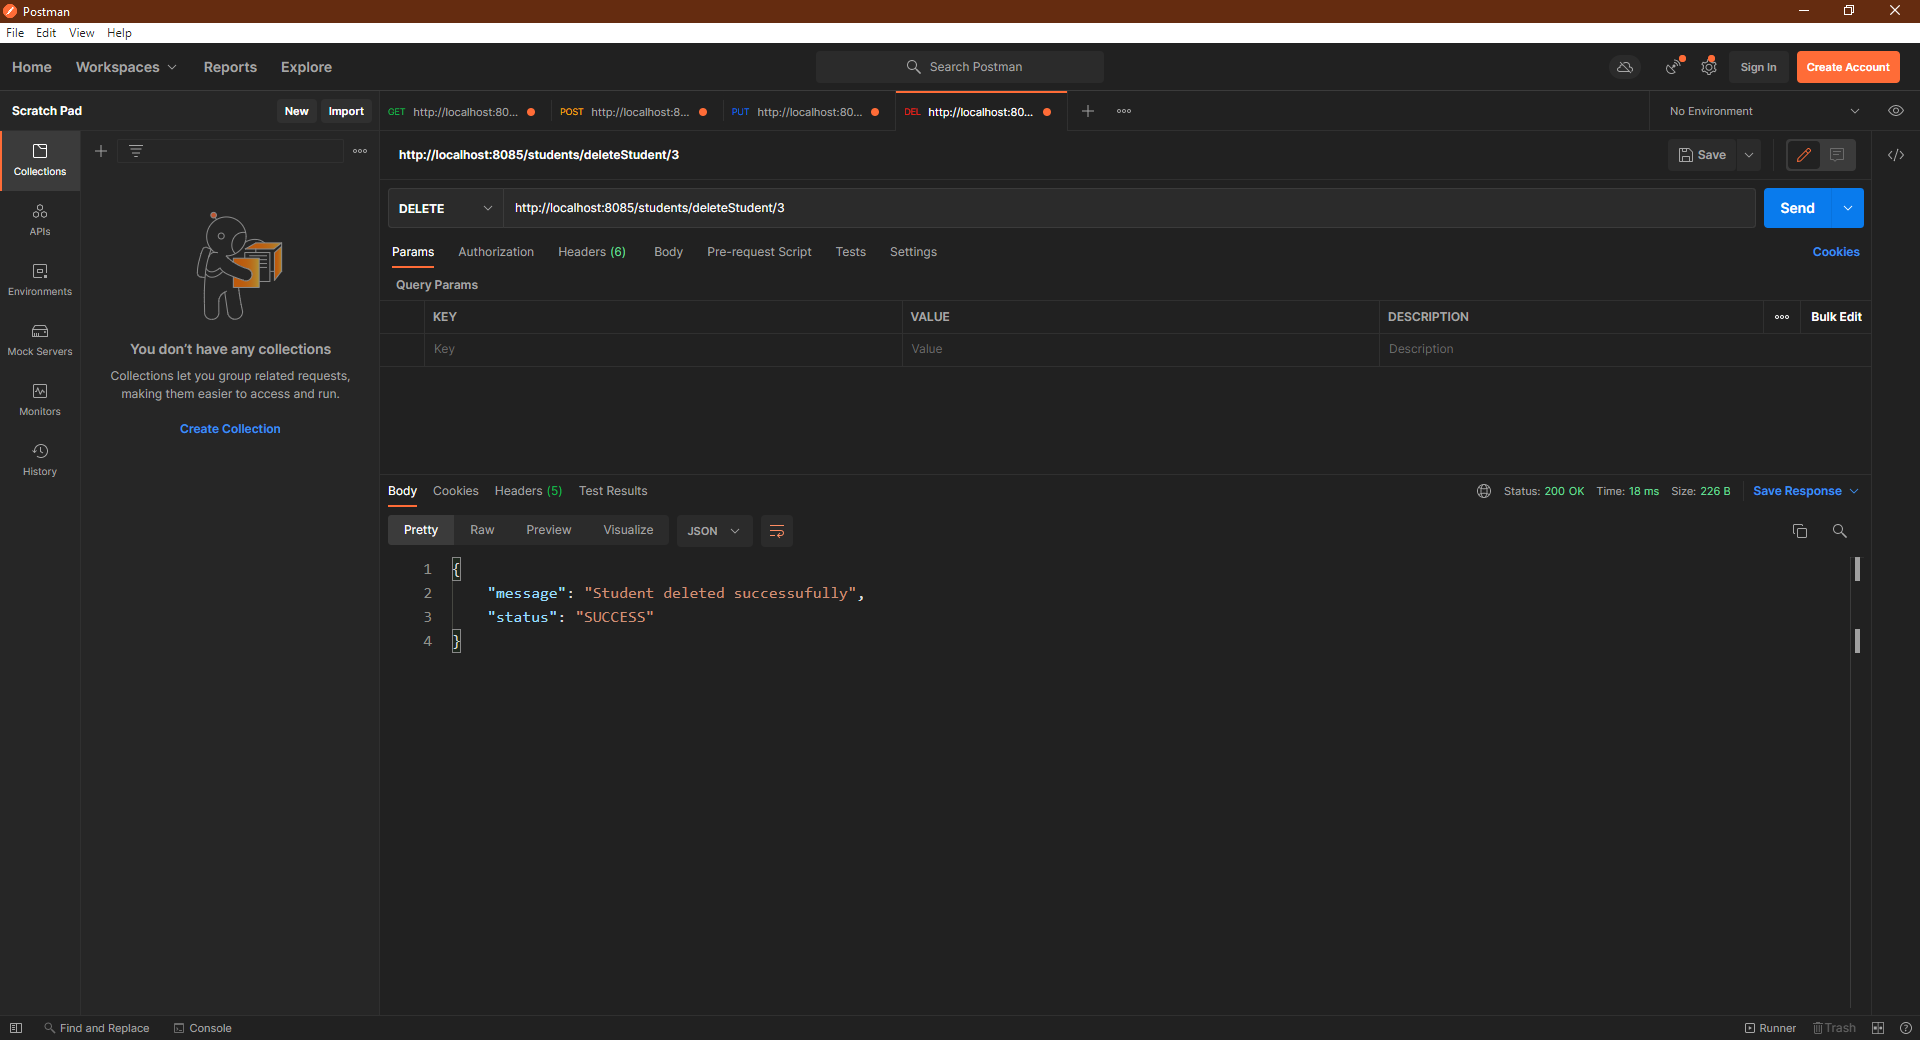 Postman
File Edit View Help
Home Workspaces Reports Explore Search Postman Sign In Create Account
Scratch Pad New Import GET http://localhost:80... POST http://localhost:8... PUT http://localhost:80... DEL http://localhost:80... No Environment
http://localhost:8085/students/deleteStudent/3 Save
DELETE http://localhost:8085/students/deleteStudent/3 Send
Params Authorization Headers (6) Body Pre-request Script Tests Settings Cookies
Query Params
KEY VALUE DESCRIPTION Bulk Edit
Key Value Description
Collections
APIs
Environments
Mock Servers
Monitors
History
You don't have any collections
Collections let you group related requests,
making them easier to access and run.
Create Collection
Body Cookies Headers (5) Test Results Status: 200 OK Time: 18 ms Size: 226 B Save Response
Pretty Raw Preview Visualize JSON
1 {
2 "message": "Student deleted successufully",
3 "status": "SUCCESS"
4 }
Find and Replace Console Runner Trash